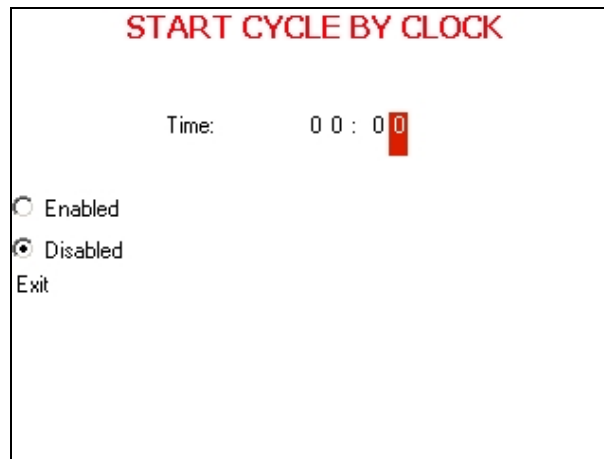 START CYCLE BY CLOCK
Time: 0 0 : 0 0
Enabled
Disabled
Exit